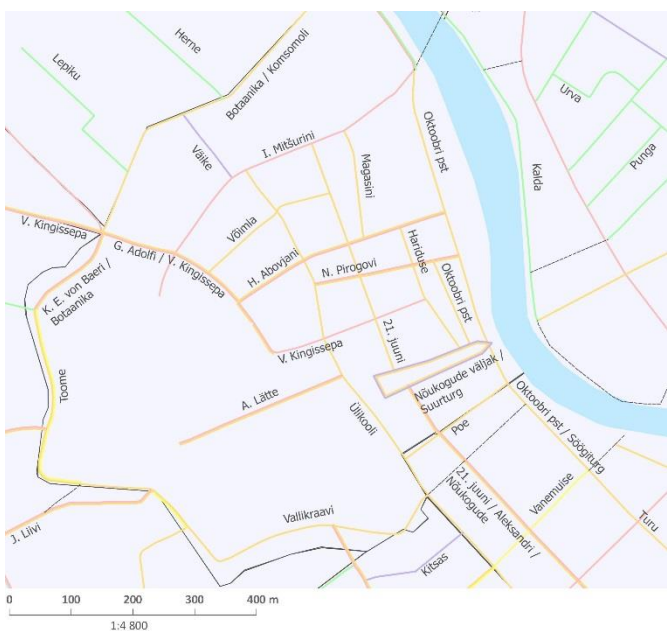 Herne
Lepiku
Botaanika / Komsomoli
Urva
Punga
Oktoobri pst
Väike
I. Mitšurini
Magasini
Kalda
V. Kingissepa
G. Adolfi / V. Kingissepa
Võimla
H. Abovjani
Hariduse
N. Pirogovi
K. E. von Baeri /
Botaanika
Oktoobri pst
21. juuni
V. Kingissepa
Toome
A. Lätte
Nõukogude väljak /
Suurturg
Ülikooli
Poe
Oktoobri pst / Söögiturg
21. juuni / Aleksandri /
Nõukogude
Vanemuise
Vallikraavi
Turu
J. Liivi
Kitsas
0 100 200 300 400 m
1:4 800